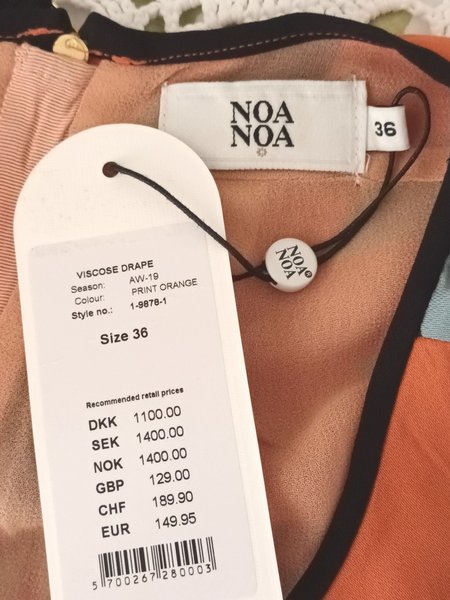 NOA
NOA
36
NOA
NOA
VISCOSE DRAPE
Season: AW-19
Colour: PRINT ORANGE
Style no.: 1-9878-1
Size 36
Recommended retail prices
DKK 1100.00
SEK 1400.00
NOK 1400.00
GBP 129.00
CHF 189.90
EUR 149.95
5 700267 280003